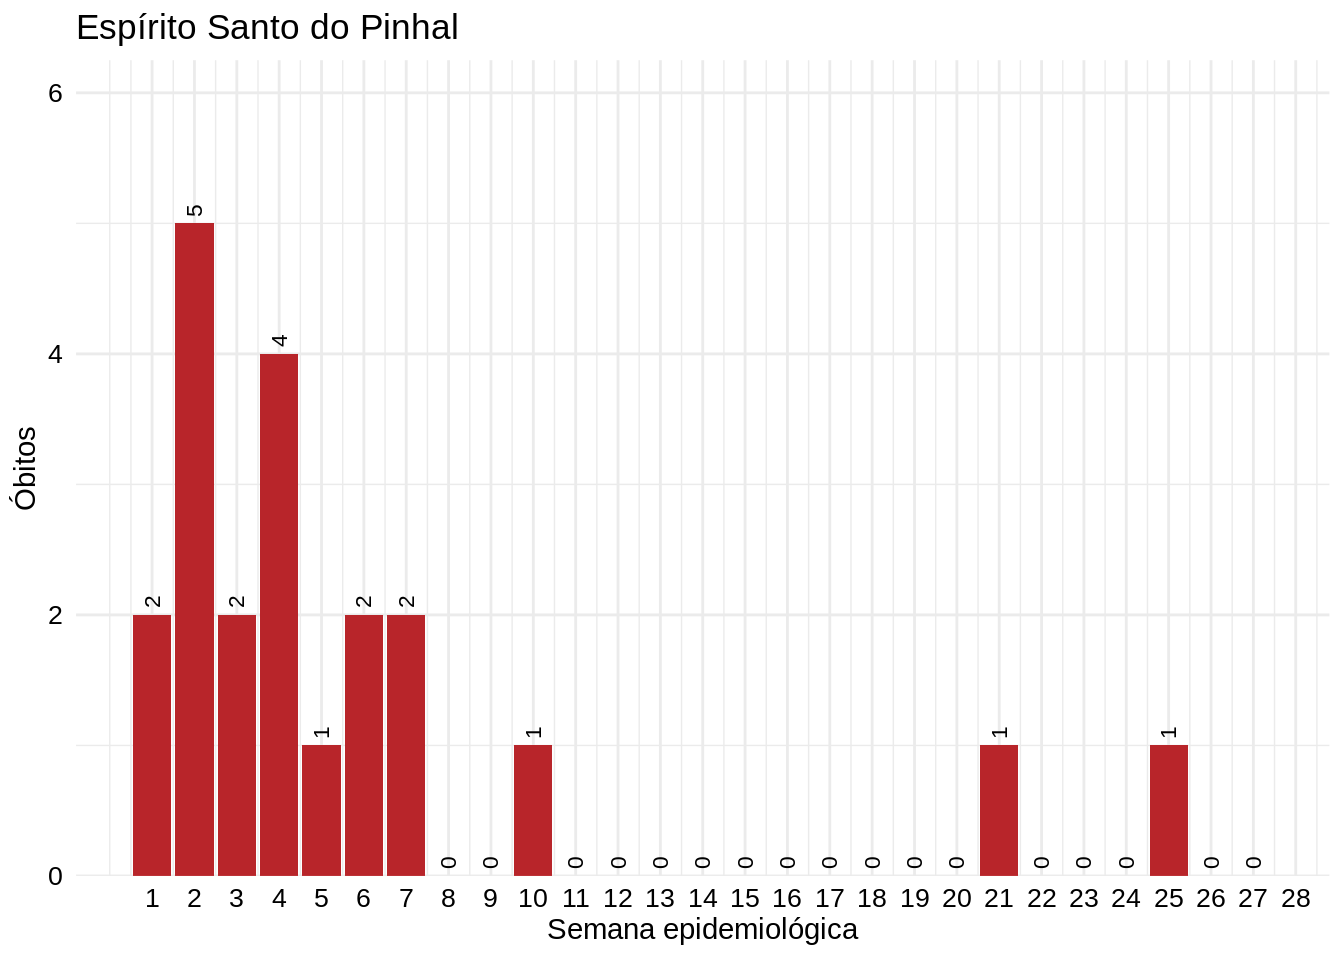 Espírito Santo do Pinhal
6
4
2
0
Óbitos
2 5 2 4 1 2 2 0 0 1 0 0 0 0 0 0 0 0 0 0 1 0 0 0 1 0 0
1 2 3 4 5 6 7 8 9 10 11 12 13 14 15 16 17 18 19 20 21 22 23 24 25 26 27 28
Semana epidemiológica